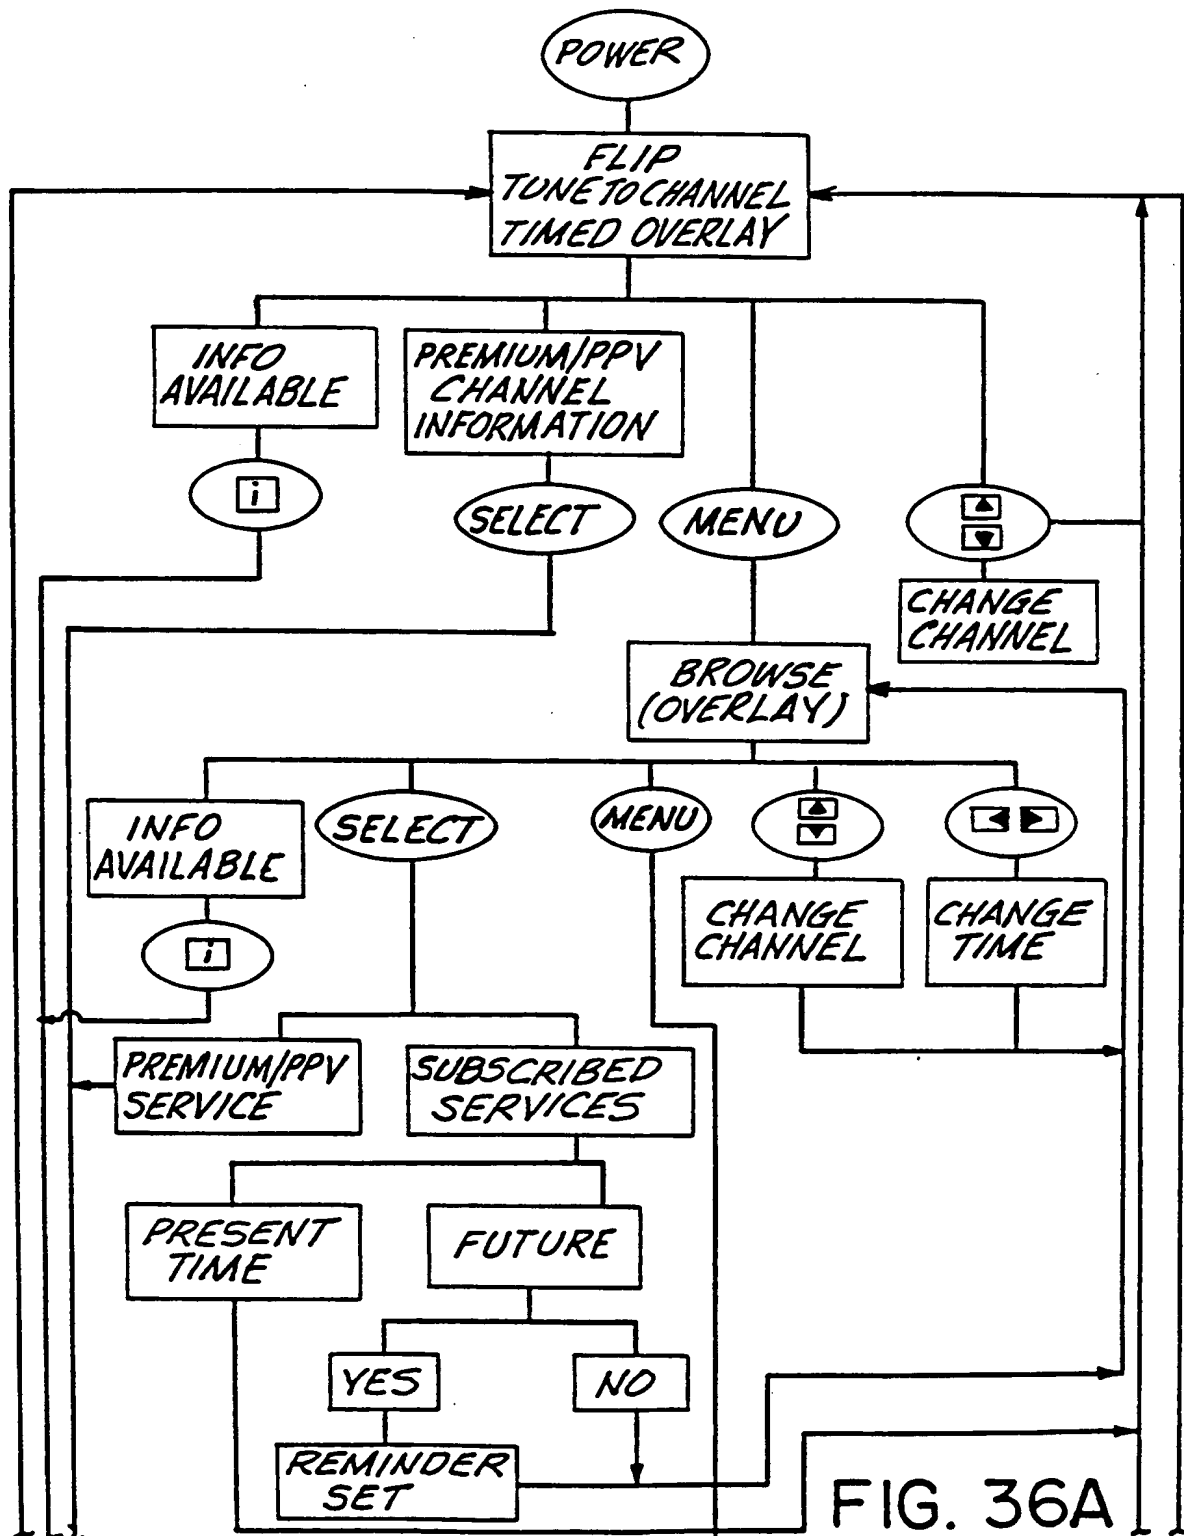 POWER
FLIP
TUNE TO CHANNEL
TIMED OVERLAY
INFO
AVAILABLE
PREMIUM/PPV
CHANNEL
INFORMATION
i
SELECT
MENU
CHANGE
CHANNEL
BROWSE
(OVERLAY)
INFO
AVAILABLE
SELECT
MENU
CHANGE
CHANNEL
CHANGE
TIME
i
PREMIUM/PPV
SERVICE
SUBSCRIBED
SERVICES
PRESENT
TIME
FUTURE
YES
NO
REMINDER
SET
FIG. 36A